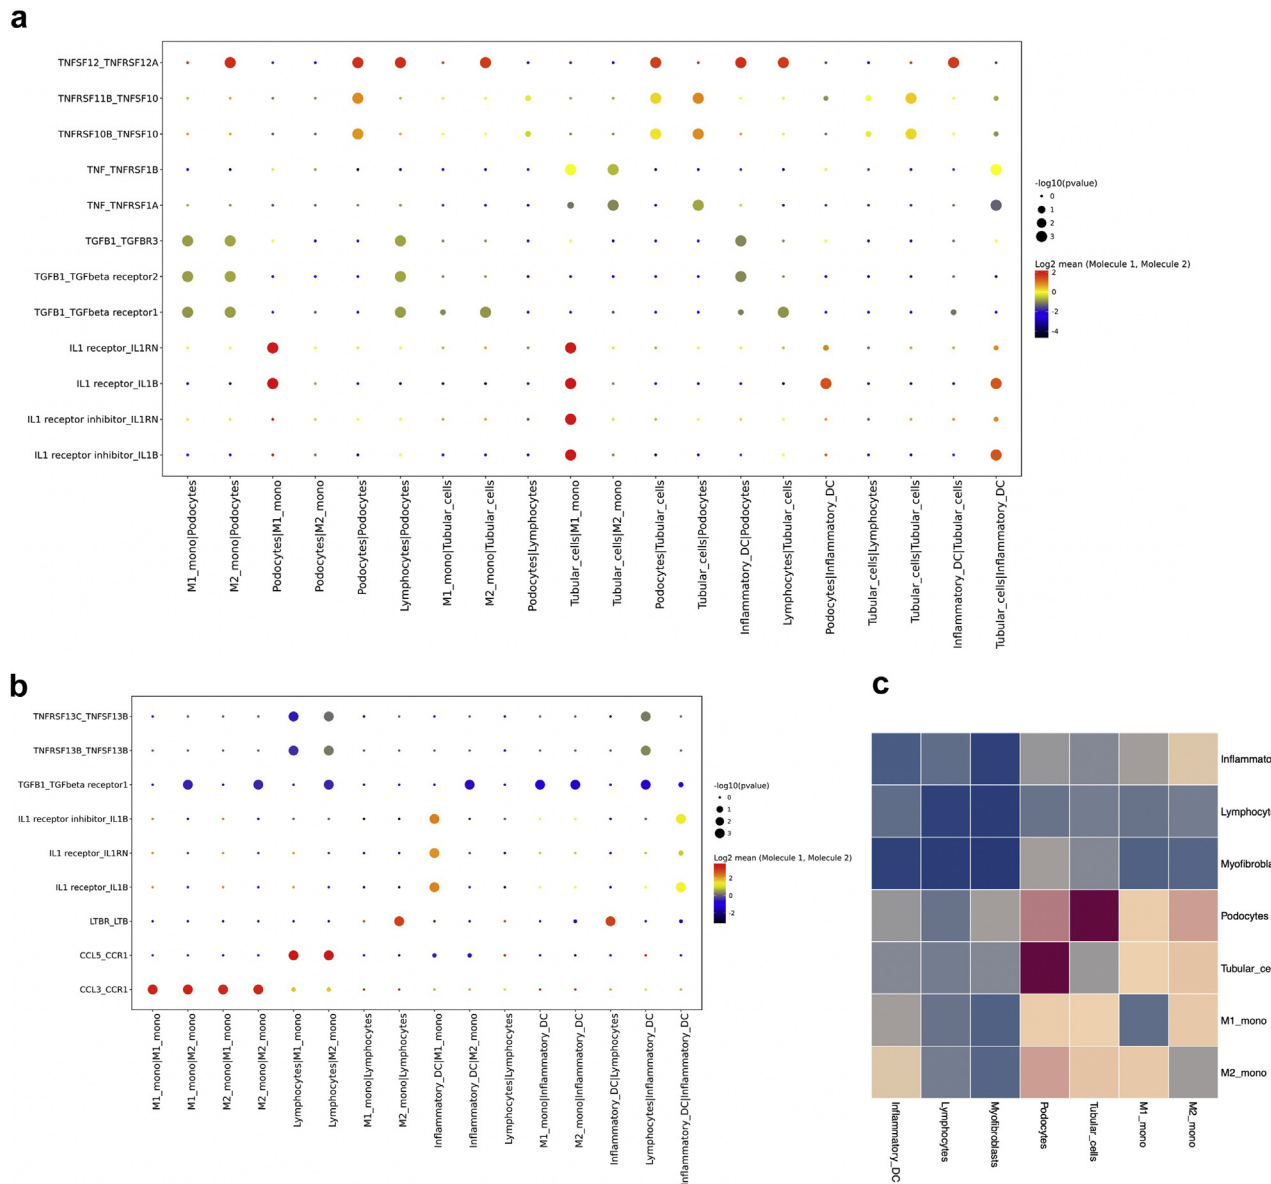 a
TNFSF12_TNFRSF12A
TNFRSF11B_TNFSF10
TNFRSF10B_TNFSF10
TNF_TNFRSF1B
TNF_TNFRSF1A
TGFB1_TGFBR3
TGFB1_TGFbeta receptor2
TGFB1_TGFbeta receptor1
IL1 receptor_IL1RN
IL1 receptor_IL1B
IL1 receptor inhibitor_IL1RN
IL1 receptor inhibitor_IL1B
M1_mono|Podocytes
M2_mono|Podocytes
Podocytes|M1_mono
Podocytes|M2_mono
Podocytes|Podocytes
Lymphocytes|Podocytes
M1_mono|Tubular_cells
M2_mono|Tubular_cells
Podocytes|Lymphocytes
Tubular_cells|M1_mono
Tubular_cells|M2_mono
Podocytes|Tubular_cells
Tubular_cells|Podocytes
Inflammatory_DC|Podocytes
Lymphocytes|Tubular_cells
Podocytes|Inflammatory_DC
Tubular_cells|Lymphocytes
Tubular_cells|Tubular_cells
Inflammatory_DC|Tubular_cells
Tubular_cells|Inflammatory_DC
-log10(pvalue)
0
1
2
3
Log2 mean (Molecule 1, Molecule 2)
2
0
-2
-4
b
TNFRSF13C_TNFSF13B
TNFRSF13B_TNFSF13B
TGFB1_TGFbeta receptor1
IL1 receptor inhibitor_IL1B
IL1 receptor_IL1RN
IL1 receptor_IL1B
LTBR_LTB
CCL5_CCR1
CCL3_CCR1
M1_mono|M1_mono
M1_mono|M2_mono
M2_mono|M1_mono
M2_mono|M2_mono
Lymphocytes|M1_mono
Lymphocytes|M2_mono
M1_mono|Lymphocytes
M2_mono|Lymphocytes
Inflammatory_DC|M1_mono
Inflammatory_DC|M2_mono
Lymphocytes|Lymphocytes
M1_mono|Inflammatory_DC
M2_mono|Inflammatory_DC
Inflammatory_DC|Lymphocytes
Lymphocytes|Inflammatory_DC
Inflammatory_DC|Inflammatory_DC
-log10(pvalue)
0
1
2
3
Log2 mean (Molecule 1, Molecule 2)
2
0
-2
c
Inflammato
Lymphocyt
Myofibrobla
Podocytes
Tubular_ce
M1_mono
M2_mono
Inflammatory_DC
Lymphocytes
Myofibroblasts
Podocytes
Tubular_cells
M1_mono
M2_mono